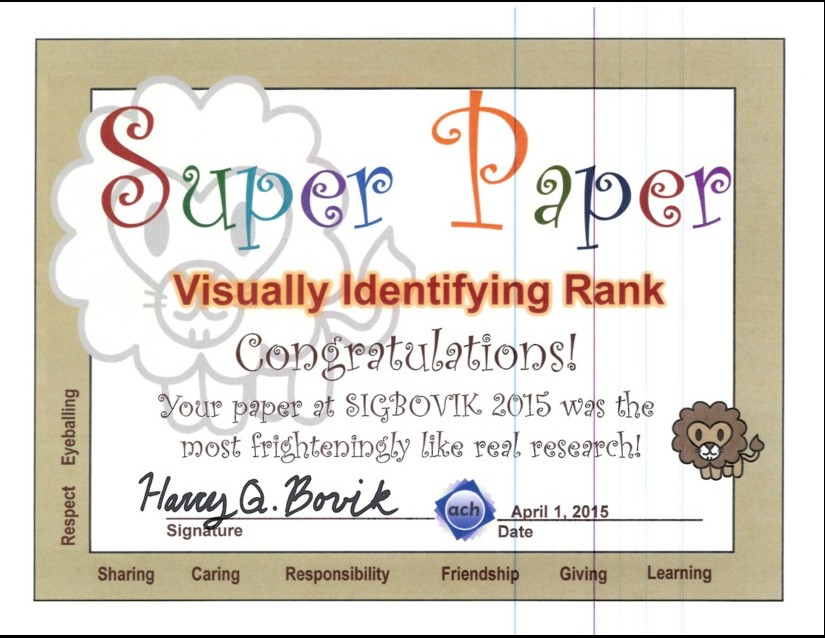 Super Paper
Visually Identifying Rank
Congratulations!
Your paper at SIGBOVIK 2015 was the
most frighteningly like real research!
Harry Q. Bovik
ach
April 1, 2015
Signature
Date
Respect Eyeballing
Sharing Caring Responsibility Friendship Giving Learning